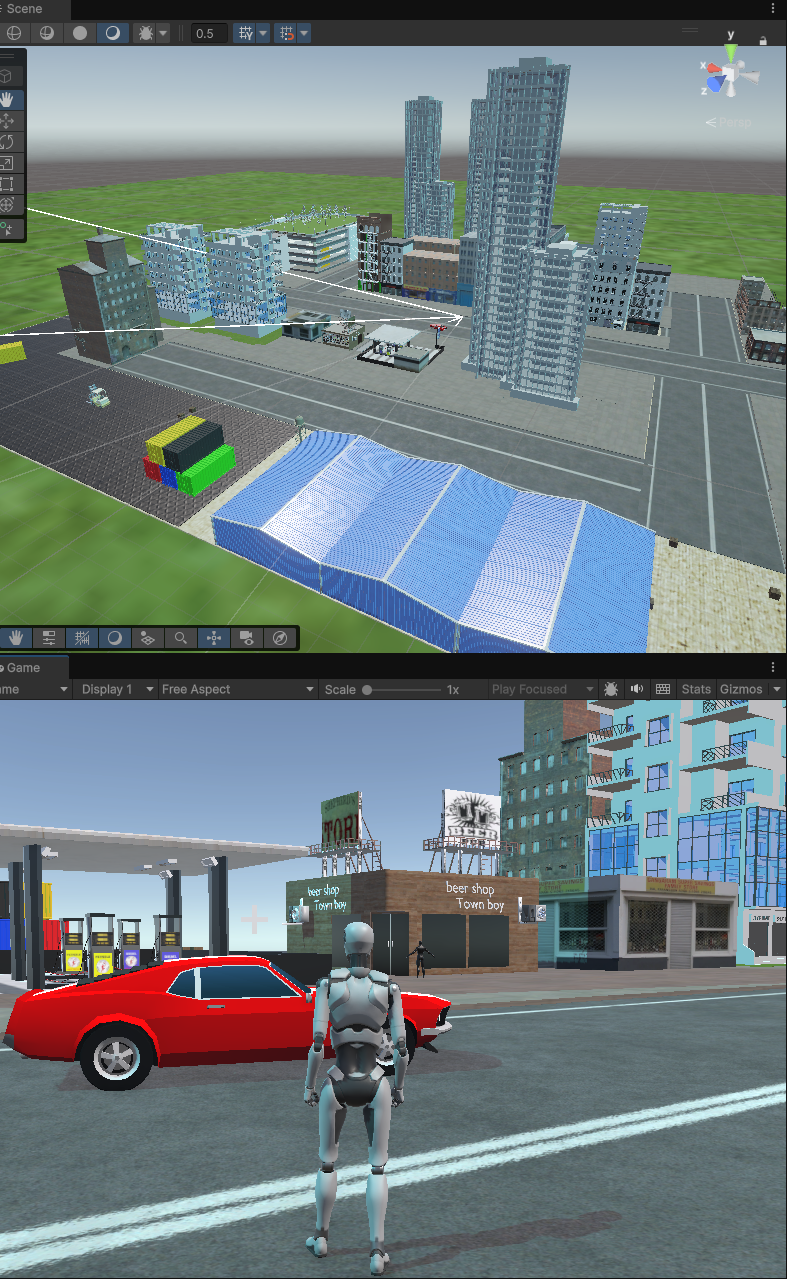 Scene
0.5
y
x
z
Persp
Game
Display 1
Free Aspect
Scale
1x
Play Focused
Stats
Gizmos
TORI
beer shop
Town boy
beer shop
Town boy